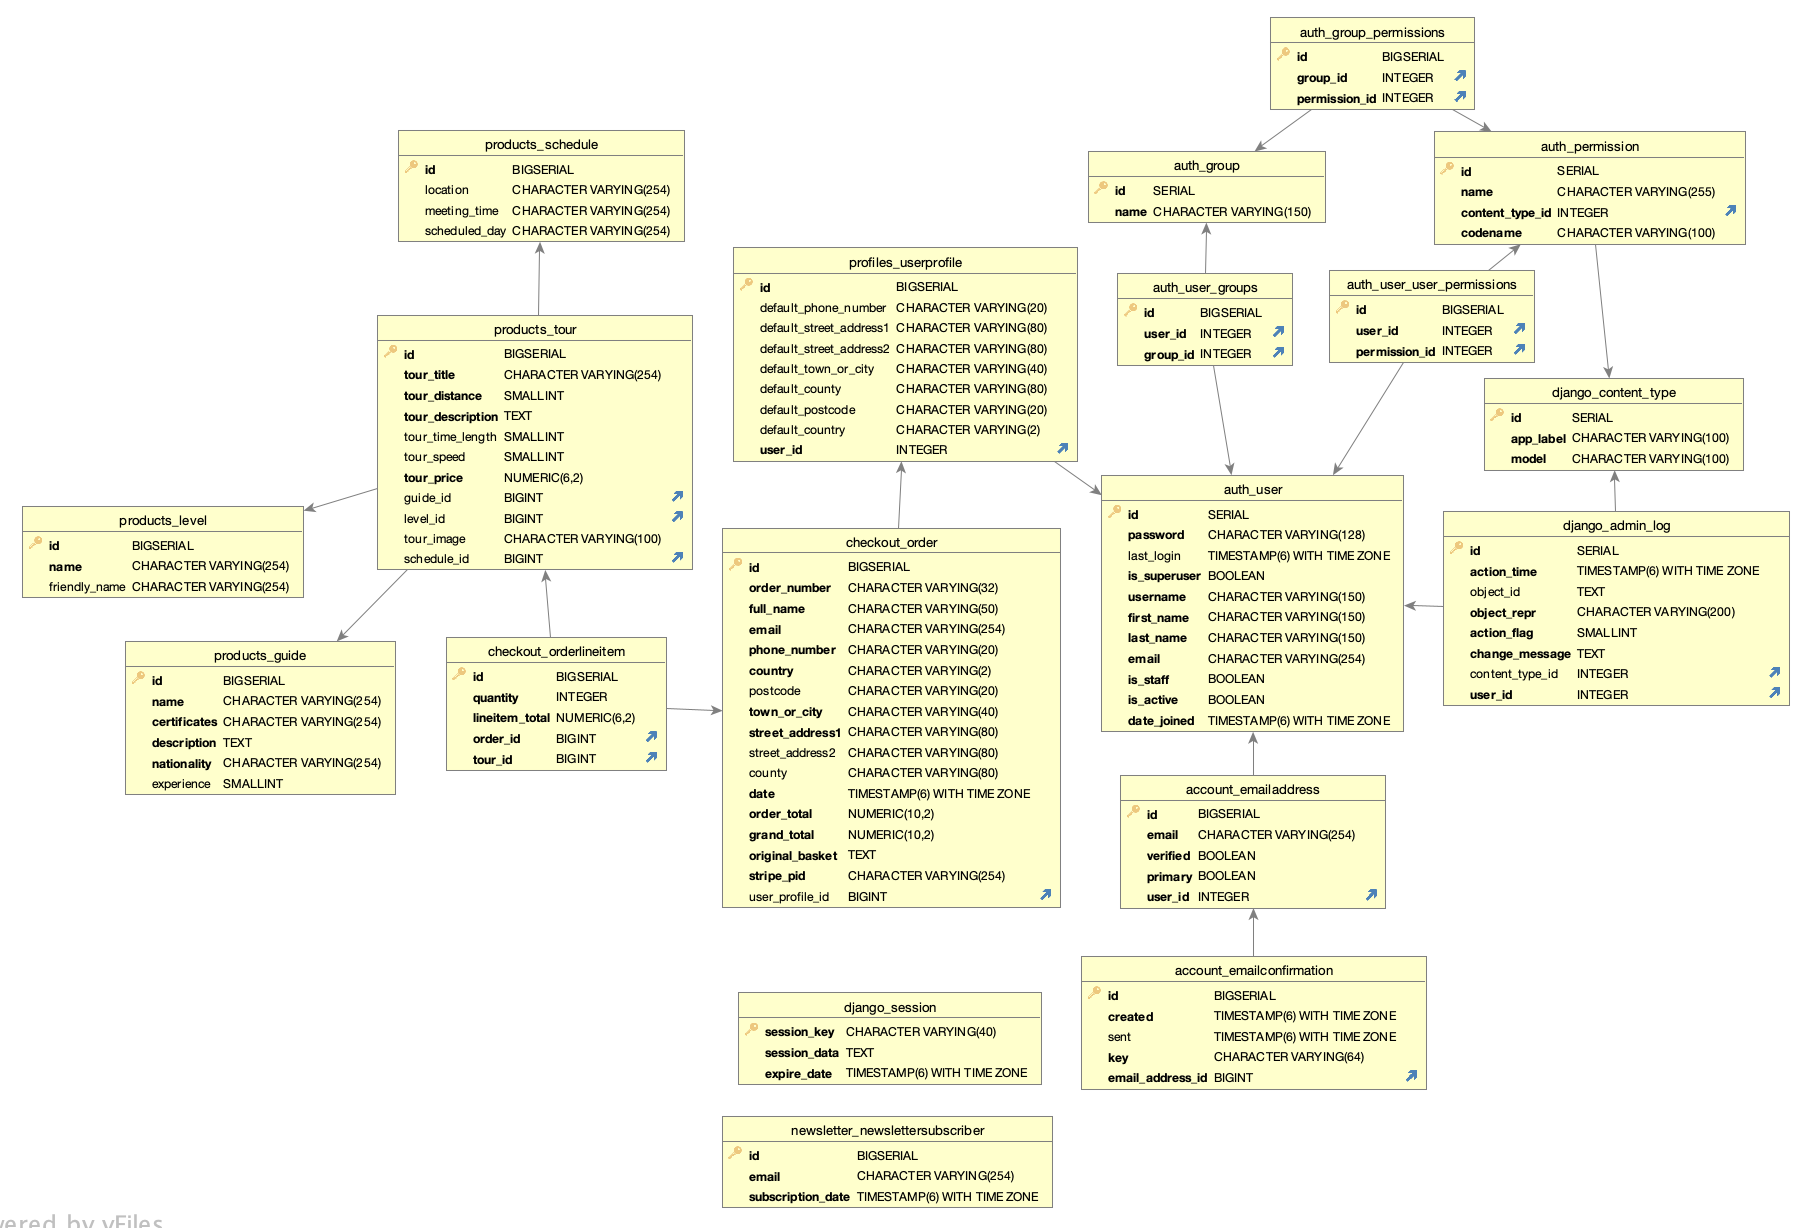 auth_group_permissions
id BIGSERIAL
group_id INTEGER
permission_id INTEGER
products_schedule
id BIGSERIAL
location CHARACTER VARYING(254)
meeting_time CHARACTER VARYING(254)
scheduled_day CHARACTER VARYING(254)
auth_group
id SERIAL
name CHARACTER VARYING(150)
auth_permission
id SERIAL
name CHARACTER VARYING(255)
content_type_id INTEGER
codename CHARACTER VARYING(100)
profiles_userprofile
id BIGSERIAL
default_phone_number CHARACTER VARYING(20)
default_street_address1 CHARACTER VARYING(80)
default_street_address2 CHARACTER VARYING(80)
default_town_or_city CHARACTER VARYING(40)
default_county CHARACTER VARYING(80)
default_postcode CHARACTER VARYING(20)
default_country CHARACTER VARYING(2)
user_id INTEGER
auth_user_groups
id BIGSERIAL
user_id INTEGER
group_id INTEGER
auth_user_user_permissions
id BIGSERIAL
user_id INTEGER
permission_id INTEGER
products_tour
id BIGSERIAL
tour_title CHARACTER VARYING(254)
tour_distance SMALLINT
tour_description TEXT
tour_time_length SMALLINT
tour_speed SMALLINT
tour_price NUMERIC(6,2)
guide_id BIGINT
level_id BIGINT
tour_image CHARACTER VARYING(100)
schedule_id BIGINT
django_content_type
id SERIAL
app_label CHARACTER VARYING(100)
model CHARACTER VARYING(100)
products_level
id BIGSERIAL
name CHARACTER VARYING(254)
friendly_name CHARACTER VARYING(254)
auth_user
id SERIAL
password CHARACTER VARYING(128)
last_login TIMESTAMP(6) WITH TIME ZONE
is_superuser BOOLEAN
username CHARACTER VARYING(150)
first_name CHARACTER VARYING(150)
last_name CHARACTER VARYING(150)
email CHARACTER VARYING(254)
is_staff BOOLEAN
is_active BOOLEAN
date_joined TIMESTAMP(6) WITH TIME ZONE
django_admin_log
id SERIAL
action_time TIMESTAMP(6) WITH TIME ZONE
object_id TEXT
object_repr CHARACTER VARYING(200)
action_flag SMALLINT
change_message TEXT
content_type_id INTEGER
user_id INTEGER
checkout_order
id BIGSERIAL
order_number CHARACTER VARYING(32)
full_name CHARACTER VARYING(50)
email CHARACTER VARYING(254)
phone_number CHARACTER VARYING(20)
country CHARACTER VARYING(2)
postcode CHARACTER VARYING(20)
town_or_city CHARACTER VARYING(40)
street_address1 CHARACTER VARYING(80)
street_address2 CHARACTER VARYING(80)
county CHARACTER VARYING(80)
date TIMESTAMP(6) WITH TIME ZONE
order_total NUMERIC(10,2)
grand_total NUMERIC(10,2)
original_basket TEXT
stripe_pid CHARACTER VARYING(254)
user_profile_id BIGINT
products_guide
id BIGSERIAL
name CHARACTER VARYING(254)
certificates CHARACTER VARYING(254)
description TEXT
nationality CHARACTER VARYING(254)
experience SMALLINT
checkout_orderlineitem
id BIGSERIAL
quantity INTEGER
lineitem_total NUMERIC(6,2)
order_id BIGINT
tour_id BIGINT
account_emailaddress
id BIGSERIAL
email CHARACTER VARYING(254)
verified BOOLEAN
primary BOOLEAN
user_id INTEGER
account_emailconfirmation
id BIGSERIAL
created TIMESTAMP(6) WITH TIME ZONE
sent TIMESTAMP(6) WITH TIME ZONE
key CHARACTER VARYING(64)
email_address_id BIGINT
django_session
session_key CHARACTER VARYING(40)
session_data TEXT
expire_date TIMESTAMP(6) WITH TIME ZONE
newsletter_newslettersubscriber
id BIGSERIAL
email CHARACTER VARYING(254)
subscription_date TIMESTAMP(6) WITH TIME ZONE
wered by yFiles